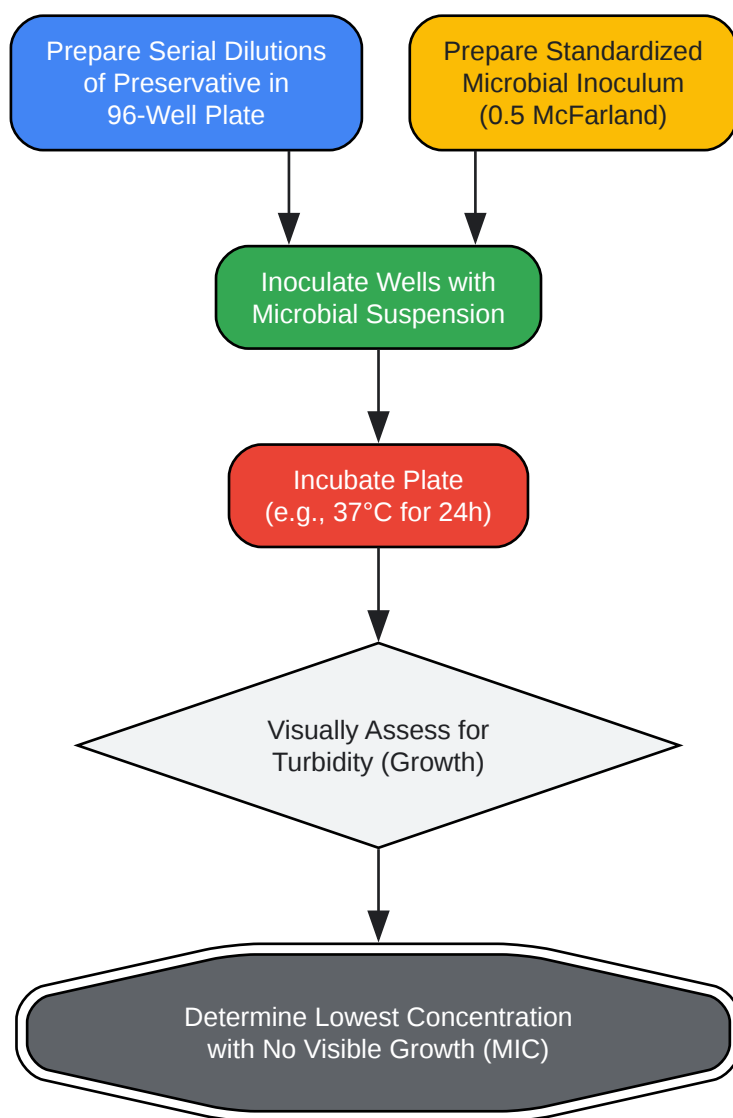 Prepare Serial Dilutions
of Preservative in
96-Well Plate
Prepare Standardized
Microbial Inoculum
(0.5 McFarland)
Inoculate Wells with
Microbial Suspension
Incubate Plate
(e.g., 37°C for 24h)
Visually Assess for
Turbidity (Growth)
Determine Lowest Concentration
with No Visible Growth (MIC)